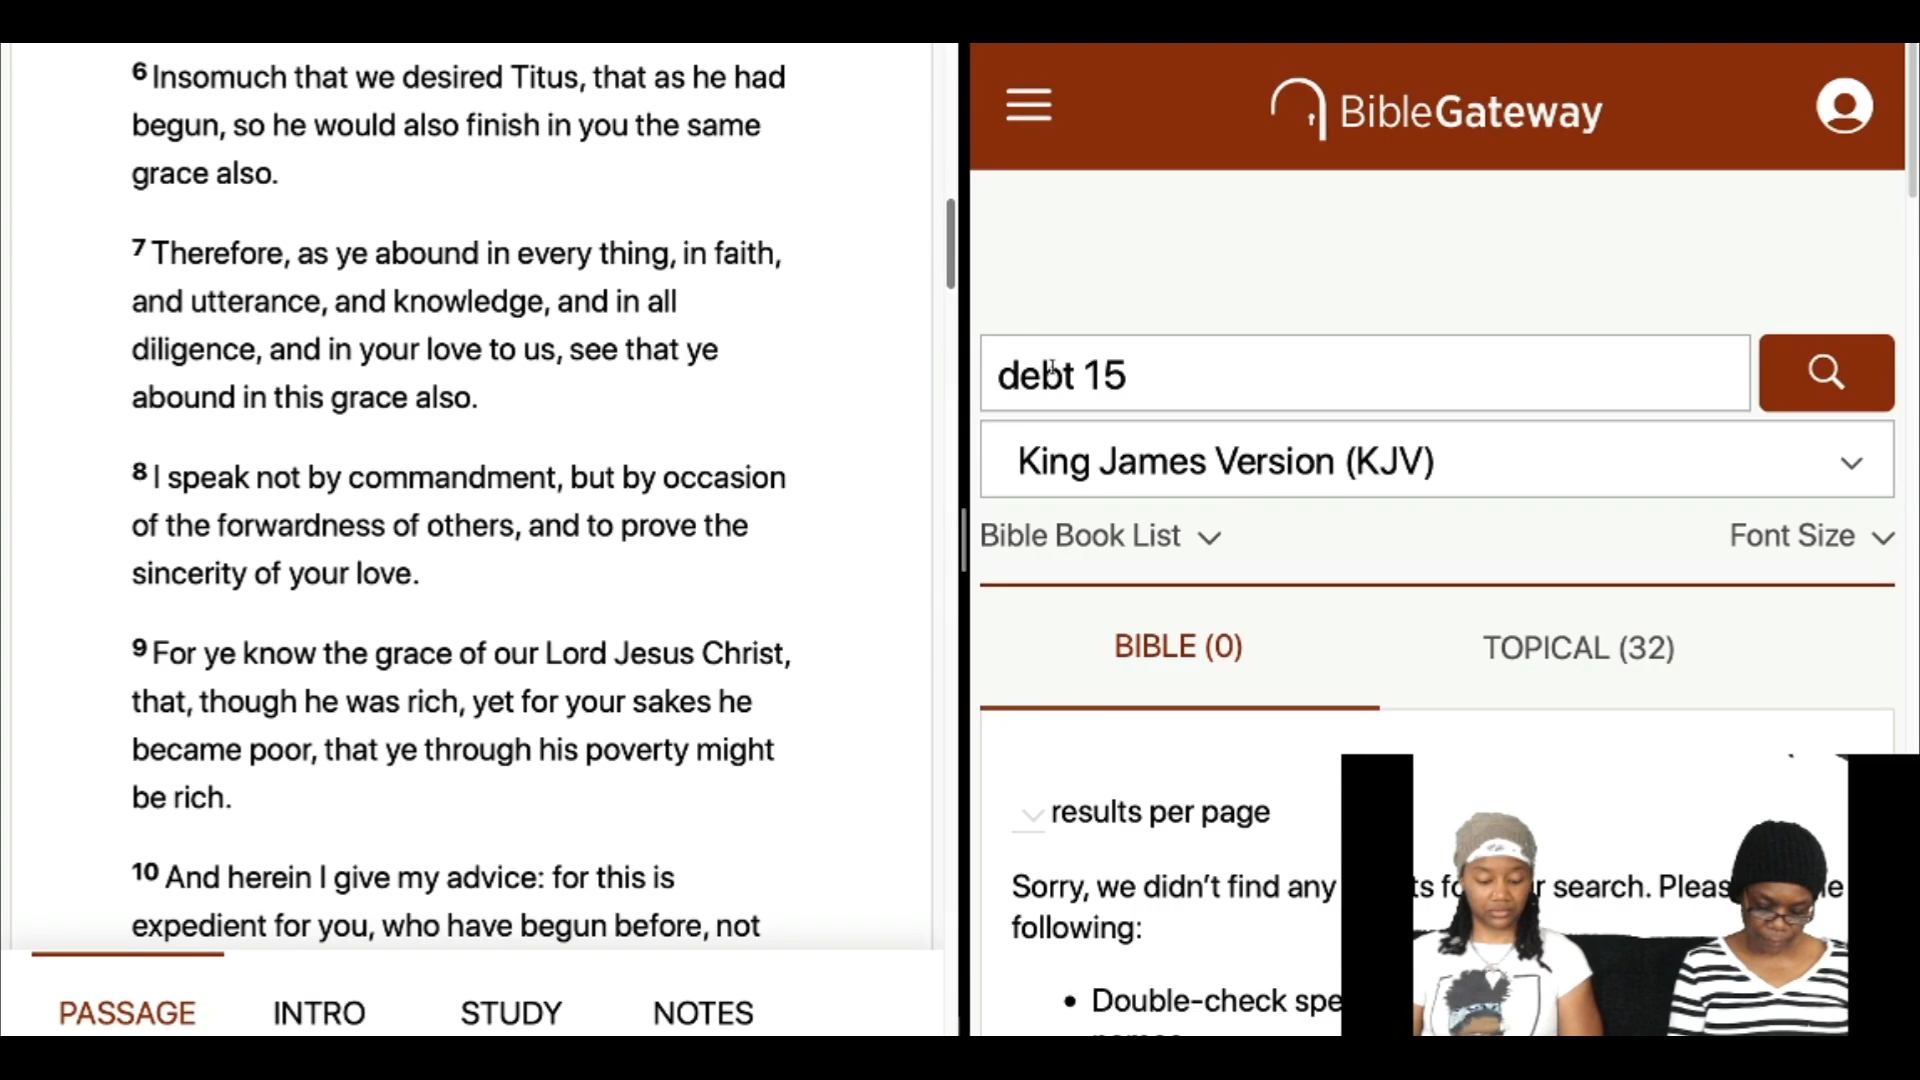 6 Insomuch that we desired Titus, that as he had
begun, so he would also finish in you the same
grace also.
7 Therefore, as ye abound in every thing, in faith,
and utterance, and knowledge, and in all
diligence, and in your love to us, see that ye
abound in this grace also.
8 I speak not by commandment, but by occasion
of the forwardness of others, and to prove the
sincerity of your love.
9 For ye know the grace of our Lord Jesus Christ,
that, though he was rich, yet for your sakes he
became poor, that ye through his poverty might
be rich.
10 And herein I give my advice: for this is
expedient for you, who have begun before, not
PASSAGE INTRO STUDY NOTES
BibleGateway
debt 15
King James Version (KJV)
Bible Book List Font Size
BIBLE (0) TOPICAL (32)
results per page
Sorry, we didn't find any search.
following:
• Double-check